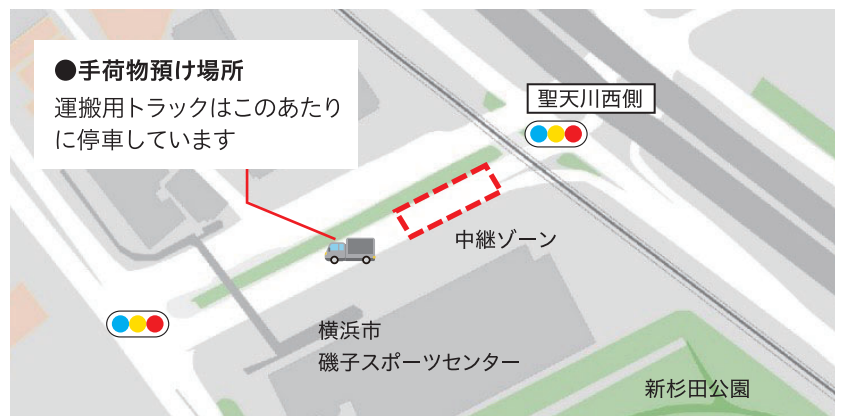 ●手荷物預け場所
運搬用トラックはこのあたり
に停車しています
聖天川西側
中継ゾーン
横浜市
磯子スポーツセンター
新杉田公園